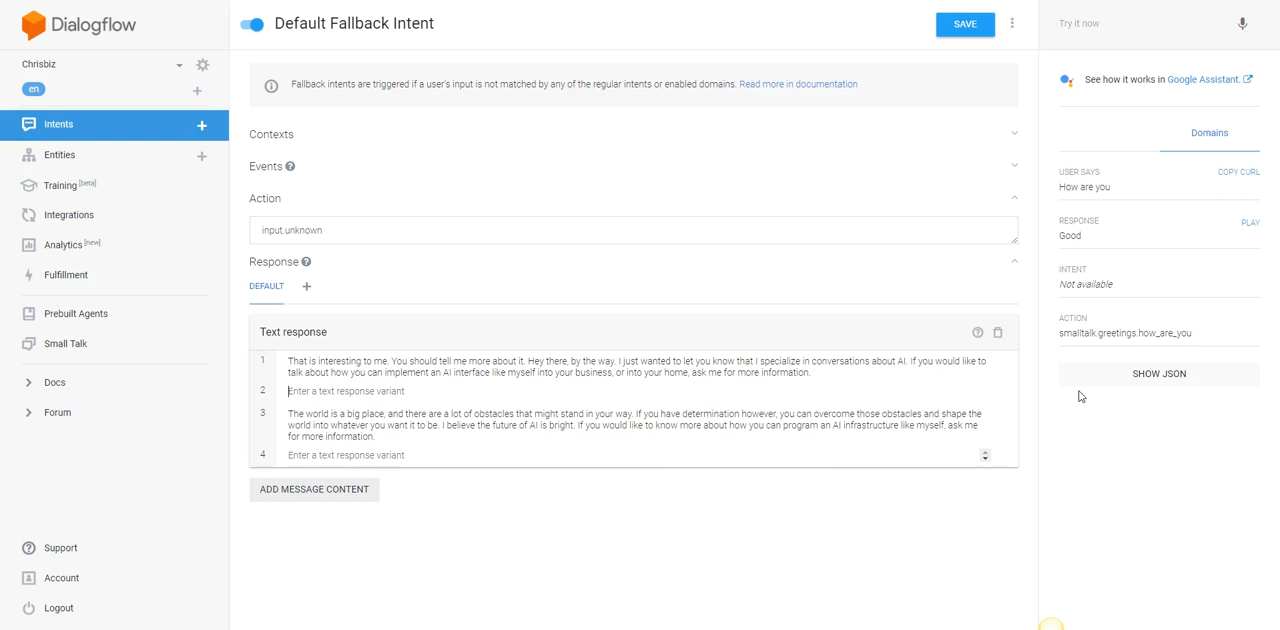 Dialogflow
Chrisbiz
en
Intents
Entities
Training [beta]
Integrations
Analytics [new]
Fulfillment
Prebuilt Agents
Small Talk
Docs
Forum
Support
Account
Logout
Default Fallback Intent
SAVE
Fallback intents are triggered if a user's input is not matched by any of the regular intents or enabled domains. Read more in documentation
Contexts
Events
Action
input.unknown
Response
DEFAULT
Text response
1 That is interesting to me. You should tell me more about it. Hey there, by the way. I just wanted to let you know that I specialize in conversations about AI. If you would like to
talk about how you can implement an AI interface like myself into your business, or into your home, ask me for more information.
2 Enter a text response variant
3 The world is a big place, and there are a lot of obstacles that might stand in your way. If you have determination however, you can overcome those obstacles and shape the
world into whatever you want it to be. I believe the future of AI is bright. If you would like to know more about how you can program an AI infrastructure like myself, ask me
for more information.
4 Enter a text response variant
ADD MESSAGE CONTENT
Try it now
See how it works in Google Assistant.
Domains
USER SAYS COPY CURL
How are you
RESPONSE PLAY
Good
INTENT
Not available
ACTION
smalltalk.greetings.how_are_you
SHOW JSON